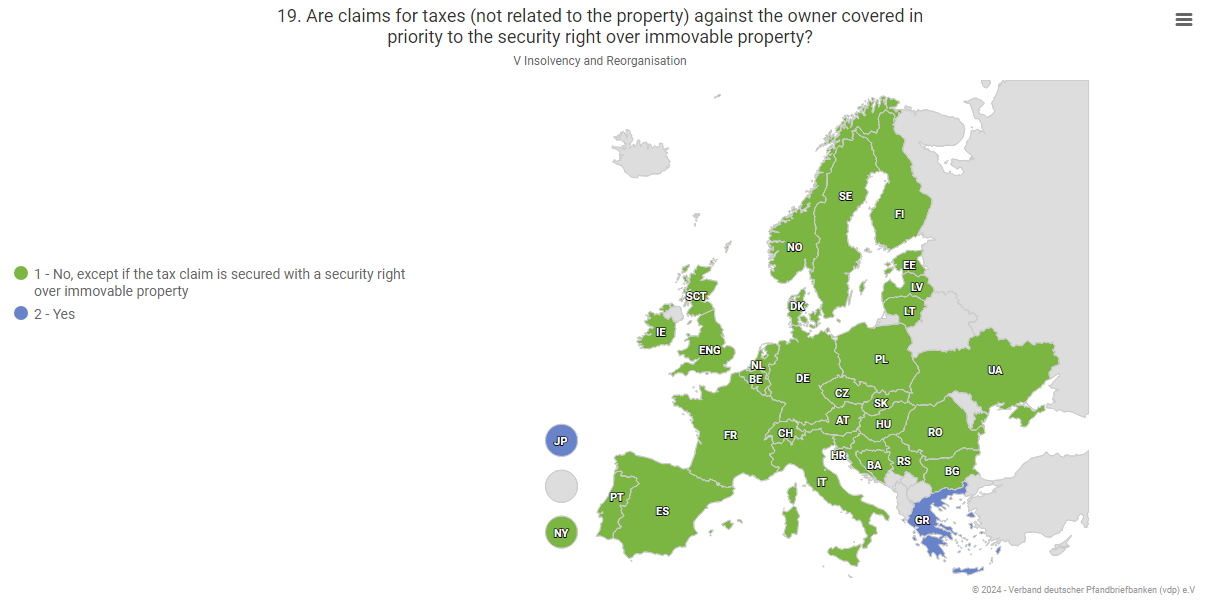 19. Are claims for taxes (not related to the property) against the owner covered in
priority to the security right over immovable property?
V Insolvency and Reorganisation
1 - No, except if the tax claim is secured with a security right
over immovable property
2 - Yes
SE
FI
NO
EE
LV
LT
DK
SCT
IE
ENG
NL
BE
DE
PL
UA
CZ
SK
AT
HU
RO
CH
FR
HR
BA
RS
BG
IT
PT
ES
GR
JP
NY
© 2024 - Verband deutscher Pfandbriefbanken (vdp) e.V